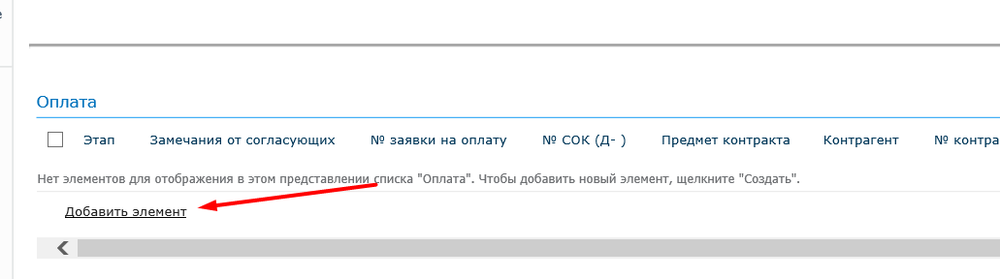 е
Оплата
Этап Замечания от согласующих № заявки на оплату № СОК (Д- ) Предмет контракта Контрагент № контра
Нет элементов для отображения в этом представлении списка "Оплата". Чтобы добавить новый элемент, щелкните "Создать".
Добавить элемент